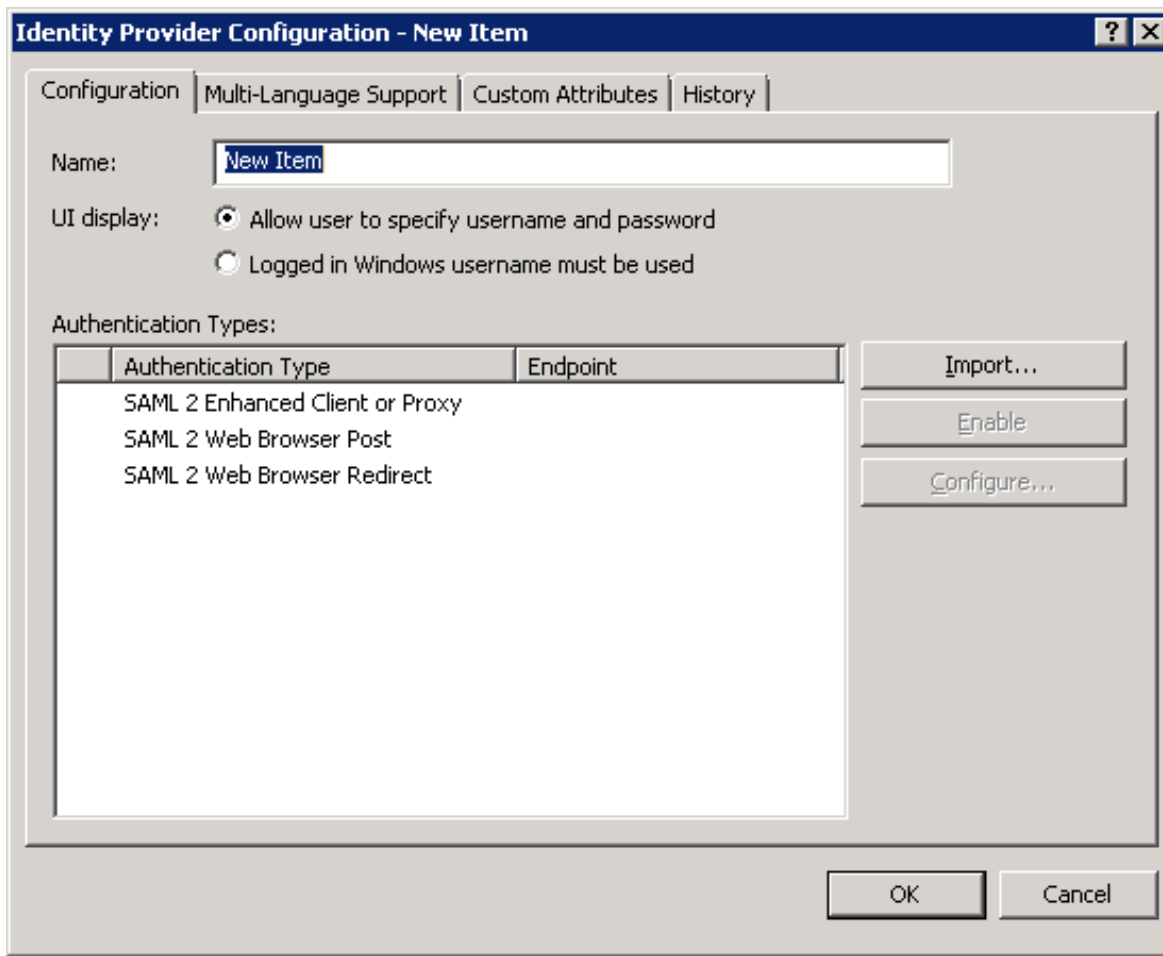 Identity Provider Configuration - New Item
Configuration Multi-Language Support Custom Attributes History
Name: New Item
UI display: Allow user to specify username and password
Logged in Windows username must be used
Authentication Types:
Authentication Type Endpoint Import...
SAML 2 Enhanced Client or Proxy Enable
SAML 2 Web Browser Post
SAML 2 Web Browser Redirect Configure...
OK Cancel